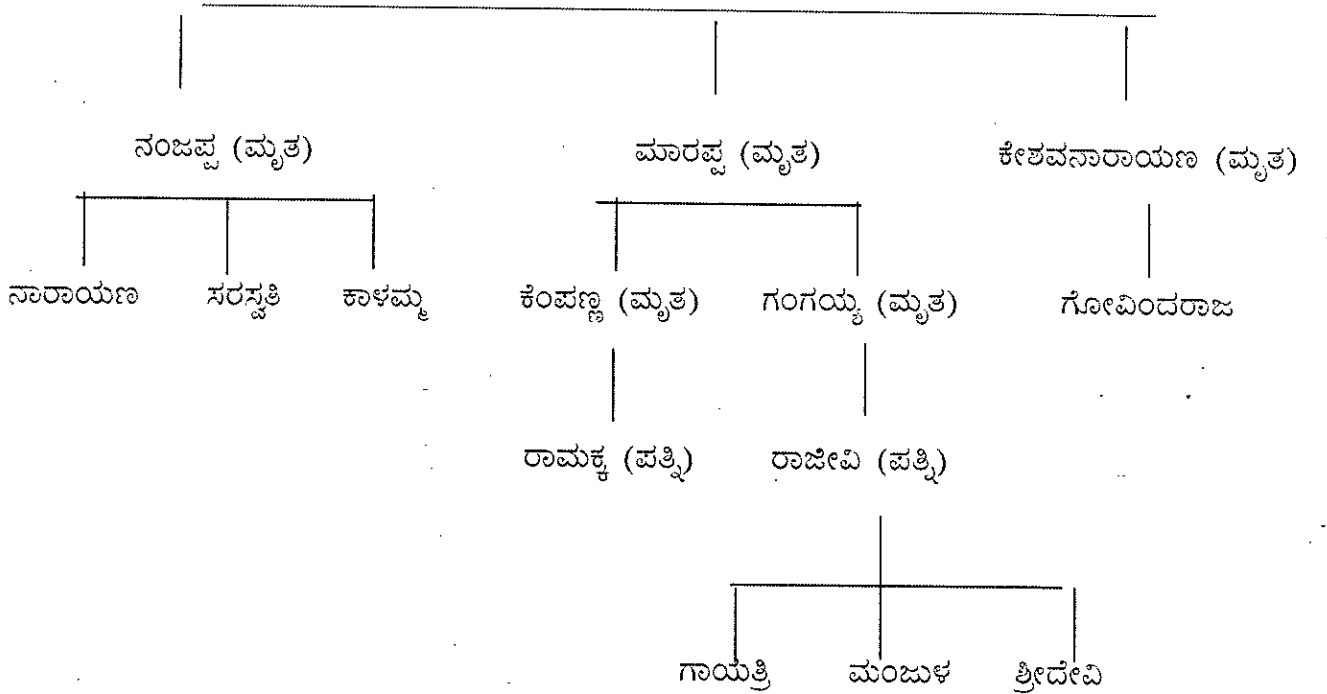 ನಂಜಪ್ಪ (ಮೃತ) ಮಾರಪ್ಪ (ಮೃತ) ಕೇಶವನಾರಾಯಣ (ಮೃತ)
ನಾರಾಯಣ ಸರಸ್ವತಿ ಕಾಳಮ್ಮ ಕೆಂಪಣ್ಣ (ಮೃತ) ಗಂಗಯ್ಯ (ಮೃತ) ಗೋವಿಂದರಾಜ
ರಾಮಕ್ಕ (ಪತ್ನಿ) ರಾಜೀವಿ (ಪತ್ನಿ)
ಗಾಯತ್ರಿ ಮಂಜುಳ ಶ್ರೀದೇವಿ